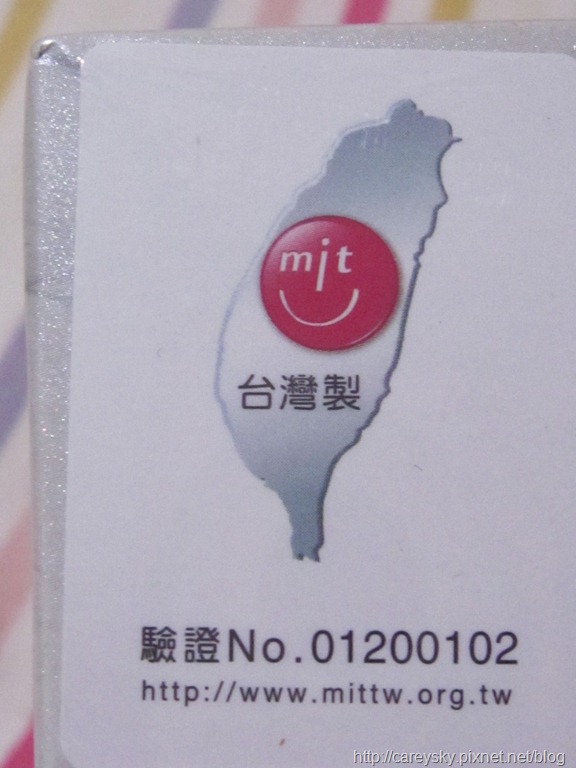 mit
台灣製
驗證No.01200102
http://www.mittw.org.tw
http://careysky.pixnet.net/blog